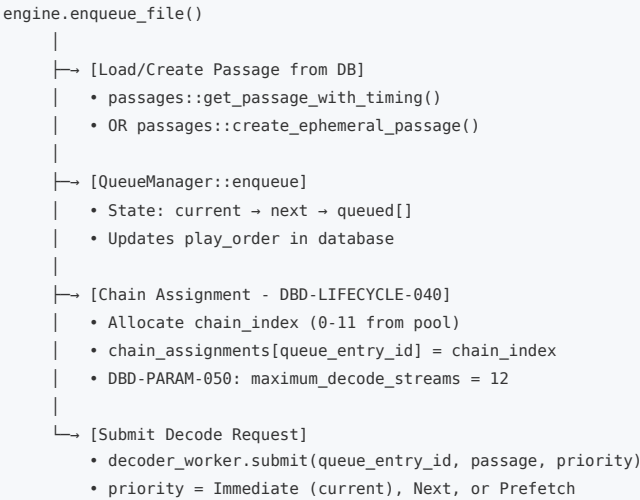 engine.enqueue_file()
│
├─→ [Load/Create Passage from DB]
│   • passages::get_passage_with_timing()
│   • OR passages::create_ephemeral_passage()
│
├─→ [QueueManager::enqueue]
│   • State: current → next → queued[]
│   • Updates play_order in database
│
├─→ [Chain Assignment - DBD-LIFECYCLE-040]
│   • Allocate chain_index (0-11 from pool)
│   • chain_assignments[queue_entry_id] = chain_index
│   • DBD-PARAM-050: maximum_decode_streams = 12
│
└─→ [Submit Decode Request]
    • decoder_worker.submit(queue_entry_id, passage, priority)
    • priority = Immediate (current), Next, or Prefetch